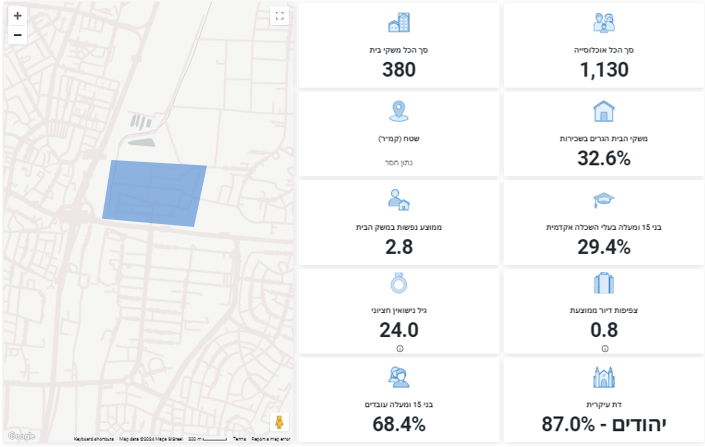 סך הכל אוכלוסייה
1,130
סך הכל משקי בית
380
משקי הבית הגרים בשכירות
32.6%
שטח (קמ״ר)
נתון חסר
בני 15 ומעלה בעלי השכלה אקדמית
29.4%
ממוצע נפשות במשק הבית
2.8
צפיפות דיור ממוצעת
0.8
גיל נישואין חציוני
24.0
דת עיקרית
יהודים - 87.0%
בני 15 ומעלה עובדים
68.4%
Google
Keyboard shortcuts
Map data ©2024 Mapa GISrael
Terms
Report a map error